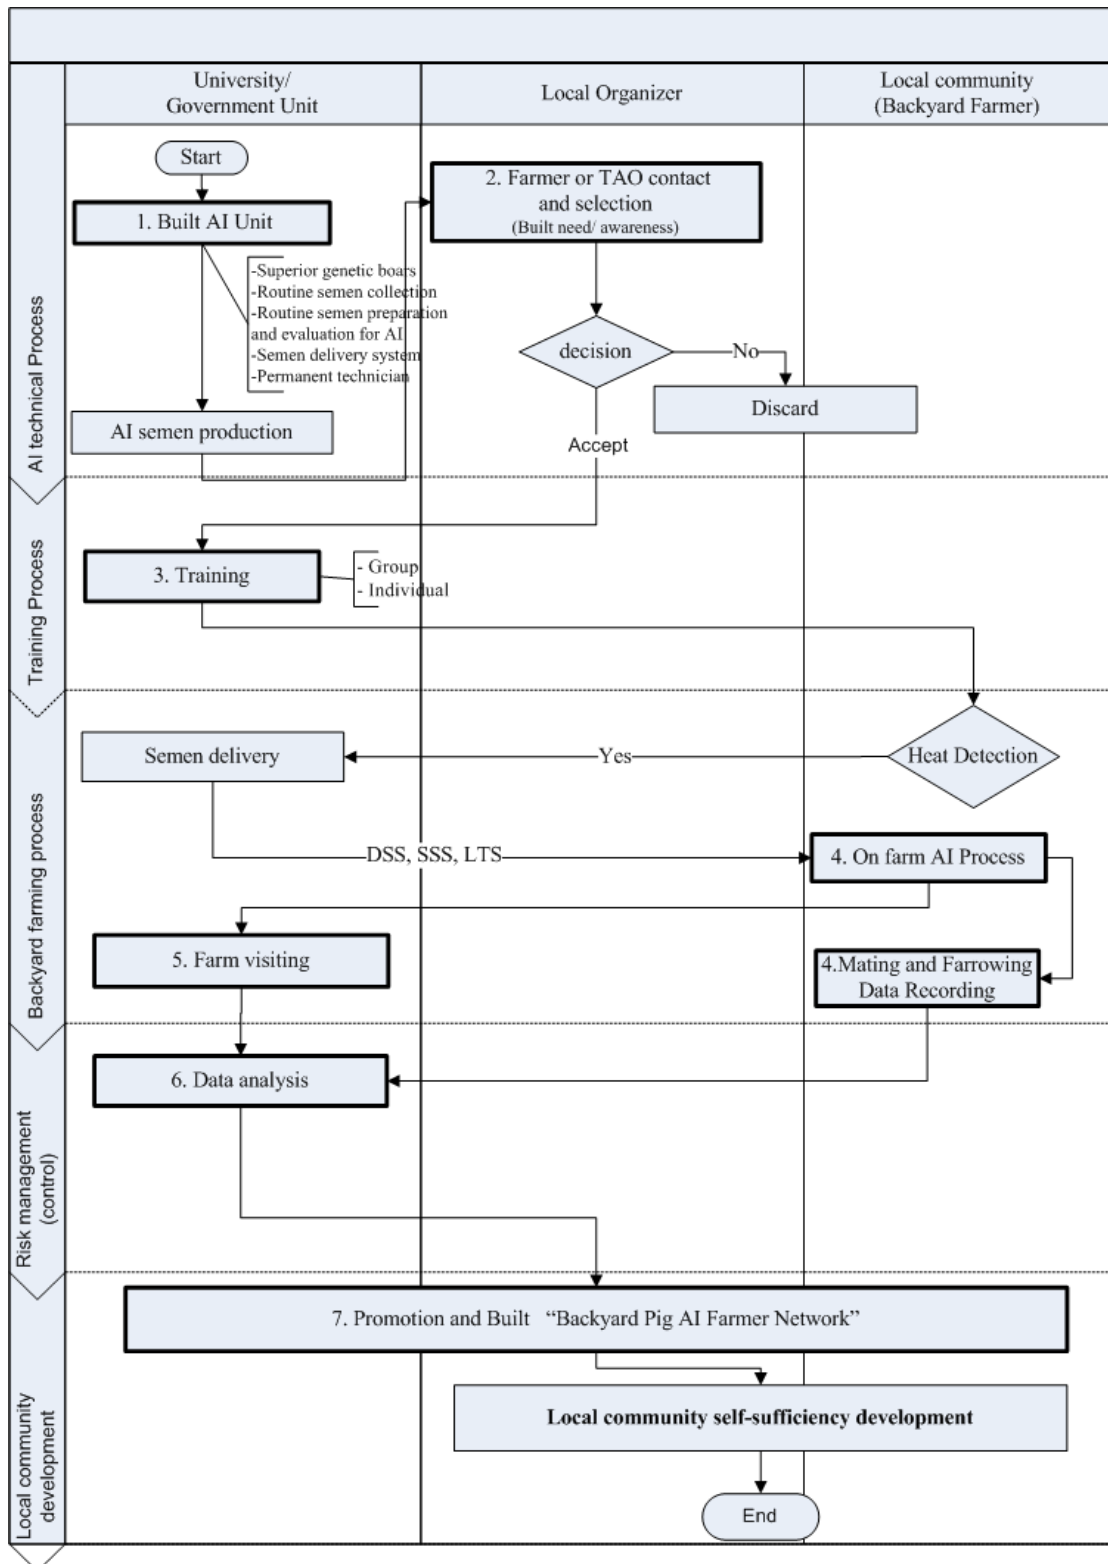 University/
Government Unit
Local Organizer
Local community
(Backyard Farmer)
AI technical Process
Start
1. Built AI Unit
-Superior genetic boars
-Routine semen collection
-Routine semen preparation
and evaluation for AI
-Semen delivery system
-Permanent technician
AI semen production
2. Farmer or TAO contact
and selection
(Built need/ awareness)
decision
No
Discard
Accept
Training Process
3. Training
- Group
- Individual
Backyard farming process
Semen delivery
Yes
Heat Detection
DSS, SSS, LTS
4. On farm AI Process
5. Farm visiting
4.Mating and Farrowing
Data Recording
Risk management
(control)
6. Data analysis
Local community
development
7. Promotion and Built “Backyard Pig AI Farmer Network”
Local community self-sufficiency development
End